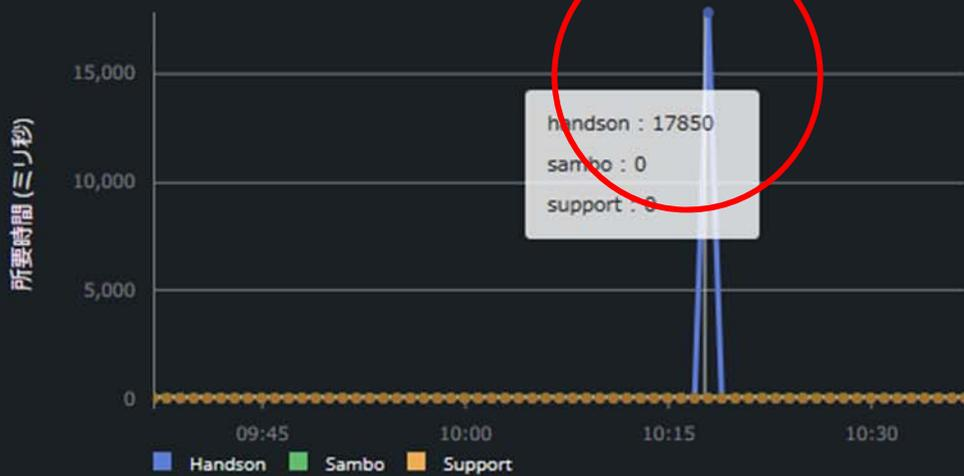 所要時間 (ミリ秒)
15,000
10,000
5,000
0
handson : 17850
sambo : 0
support : 0
09:45
10:00
10:15
10:30
Handson
Sambo
Support